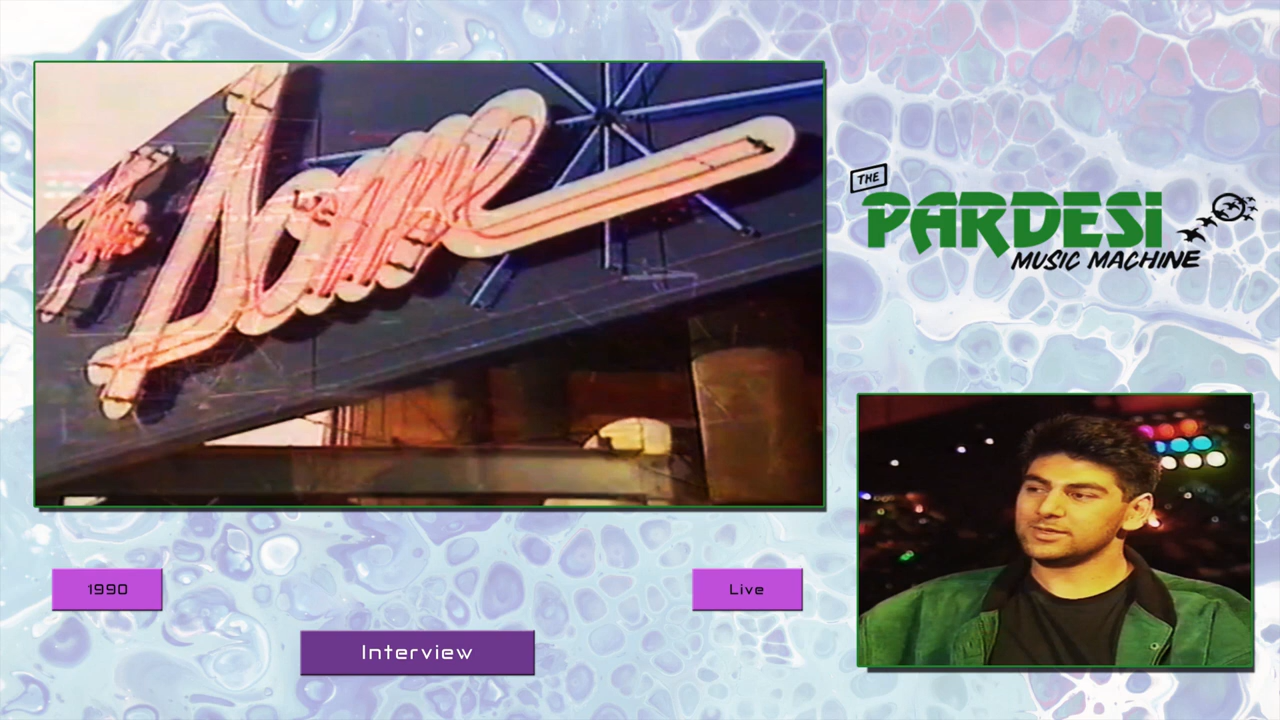 The
Dome
THE
PARDESi
MUSIC MACHINE
1990
Live
Interview